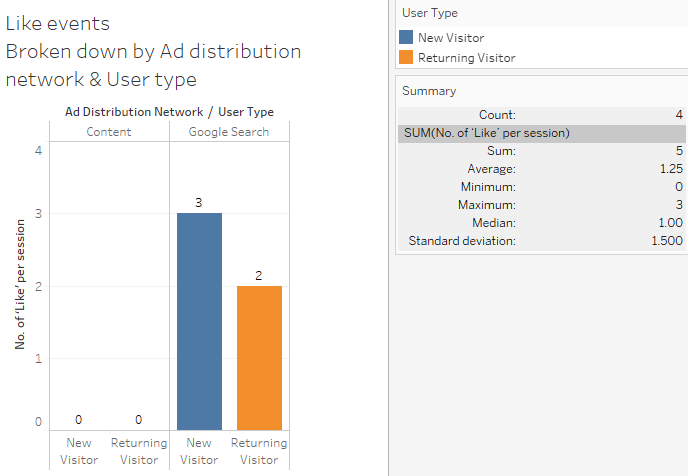 Like events
Broken down by Ad distribution
network & User type
Ad Distribution Network / User Type
Content Google Search
4
3
2
1
0
No. of 'Like' per session
0 0 3 2
New Visitor
Returning Visitor
New Visitor
Returning Visitor
User Type
New Visitor
Returning Visitor
Summary
Count: 4
SUM(No. of 'Like' per session)
Sum: 5
Average: 1.25
Minimum: 0
Maximum: 3
Median: 1.00
Standard deviation: 1.500